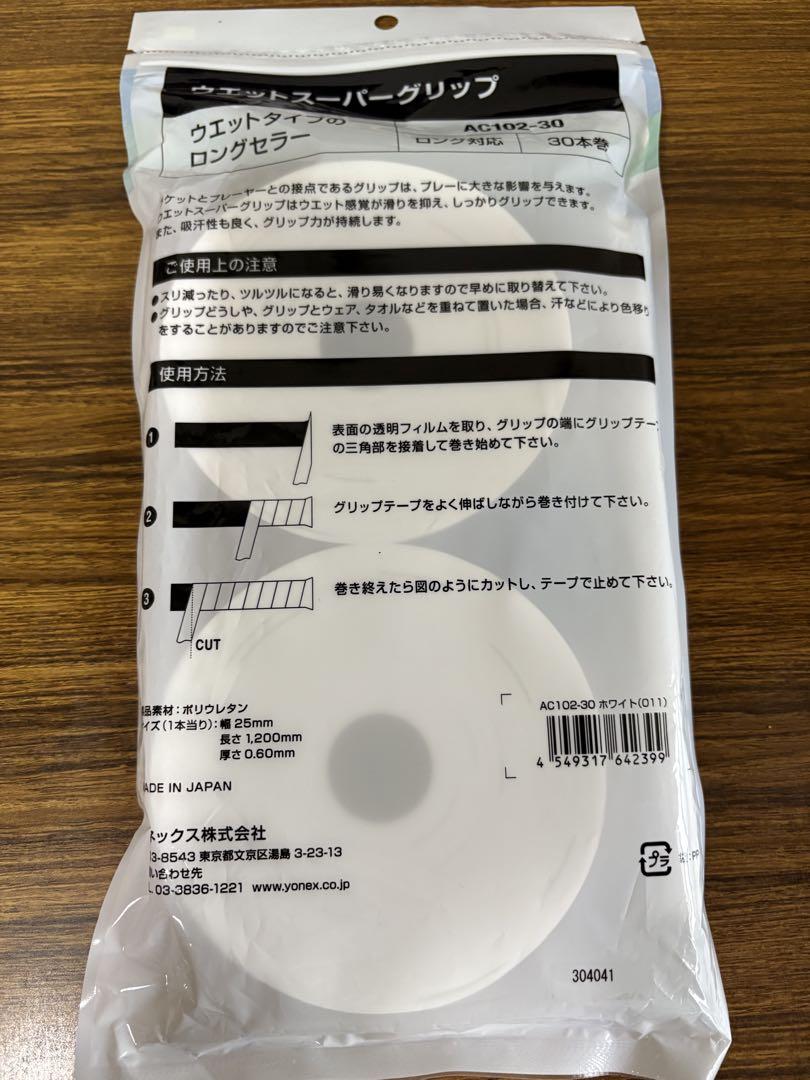 ウエットスーパーグリップ
ウエットタイプの
ロングセラー
AC102-30
ロング対応
30本巻
ケットとプレーヤーとの接点であるグリップは、プレーに大きな影響を与えます。
ウエットスーパーグリップはウエット感覚が滑りを抑え、しっかりグリップできます。
また、吸汗性も良く、グリップ力が持続します。
ご使用上の注意
●スリ減ったり、ツルツルになると、滑り易くなりますので早めに取り替えて下さい。
●グリップどうしや、グリップとウェア、タオルなどを重ねて置いた場合、汗などにより色移り
をすることがありますのでご注意下さい。
使用方法
1 表面の透明フィルムを取り、グリップの端にグリップテー
の三角部を接着して巻き始めて下さい。
2 グリップテープをよく伸ばしながら巻き付けて下さい。
3 巻き終えたら図のようにカットし、テープで止めて下さい。
CUT
品素材：ポリウレタン
イズ（1本当り）：幅 25mm
長さ 1,200mm
厚さ 0.60mm
MADE IN JAPAN
AC102-30 ホワイト(011)
4 549317 642399
ネックス株式会社
3-8543 東京都文京区湯島 3-23-13
い合わせ先
03-3836-1221 www.yonex.co.jp
プラ
：PP
304041